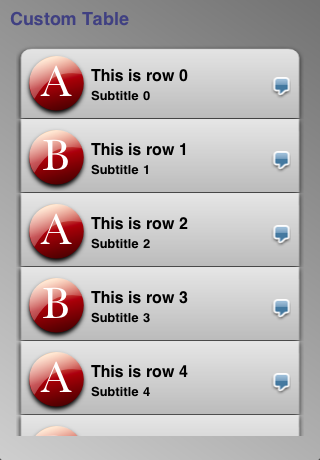 Custom Table
A
This is row 0
Subtitle 0
B
This is row 1
Subtitle 1
A
This is row 2
Subtitle 2
B
This is row 3
Subtitle 3
A
This is row 4
Subtitle 4